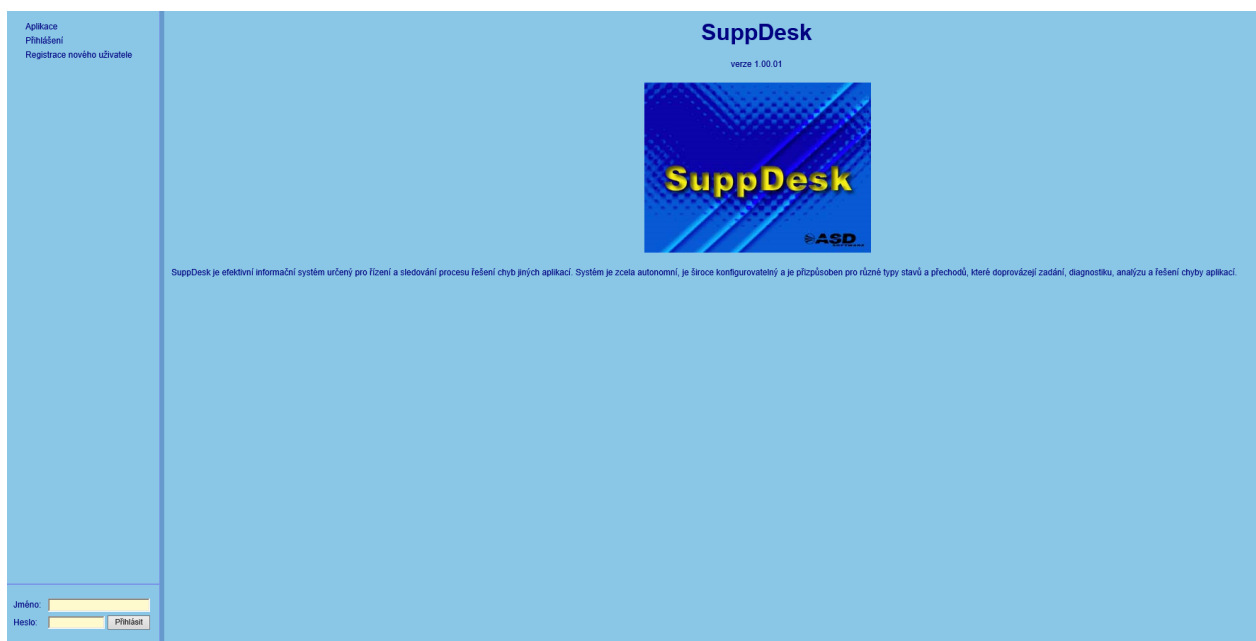 Aplikace
Přihlášení
Registrace nového uživatele
SuppDesk
verze 1.00.01
SuppDesk
ASD
SOFTWARE
SuppDesk je efektivní informační systém určený pro řízení a sledování procesu řešení chyb jiných aplikací. Systém je zcela autonomní, je široce konfigurovatelný a je přizpůsoben pro různé typy stavů a přechodů, které doprovázejí zadání, diagnostiku, analýzu a řešení chyby aplikací.
Jméno:
Heslo:
Přihlásit